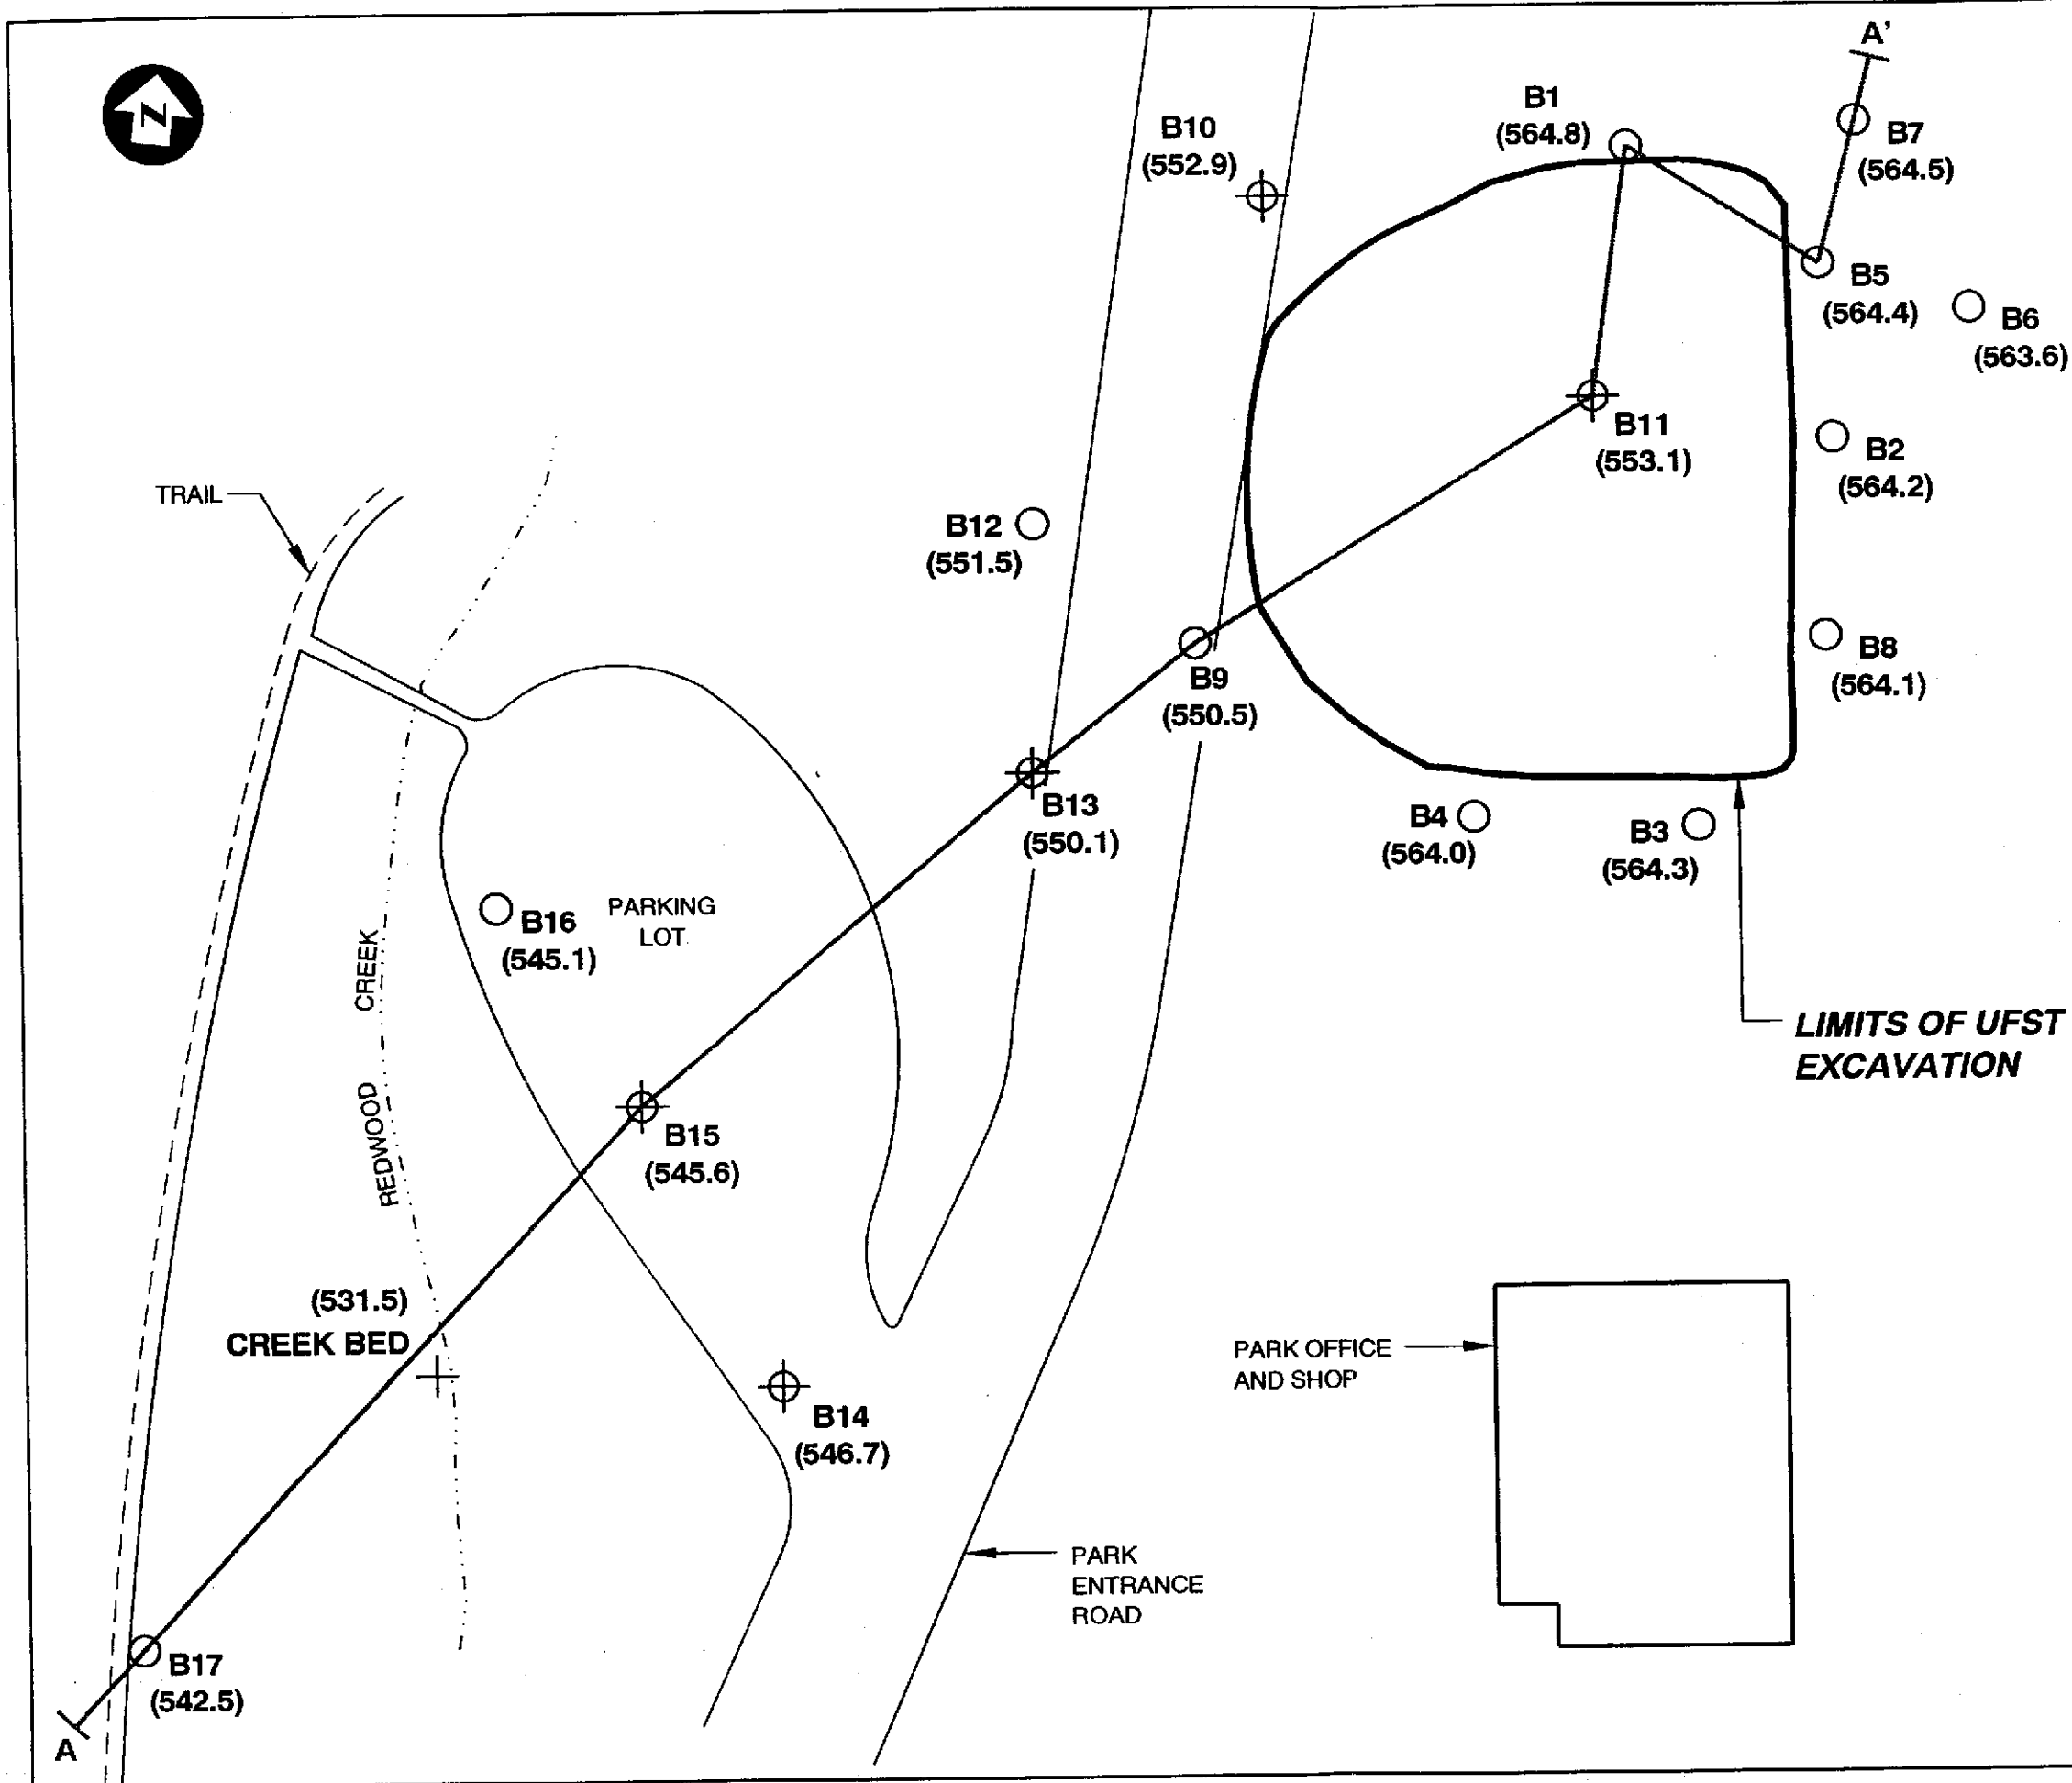 A'
N
B1
(564.8)
B10
(552.9)
B7
(564.5)
B5
(564.4)
B6
(563.6)
B11
(553.1)
B2
(564.2)
TRAIL
B12
(551.5)
B8
(564.1)
B9
(550.5)
B13
(550.1)
B4
(564.0)
B3
(564.3)
B16
(545.1)
PARKING
LOT
REDWOOD CREEK
LIMITS OF UFST
EXCAVATION
B15
(545.6)
(531.5)
CREEK BED
PARK OFFICE
AND SHOP
B14
(546.7)
PARK
ENTRANCE
ROAD
B17
(542.5)
A